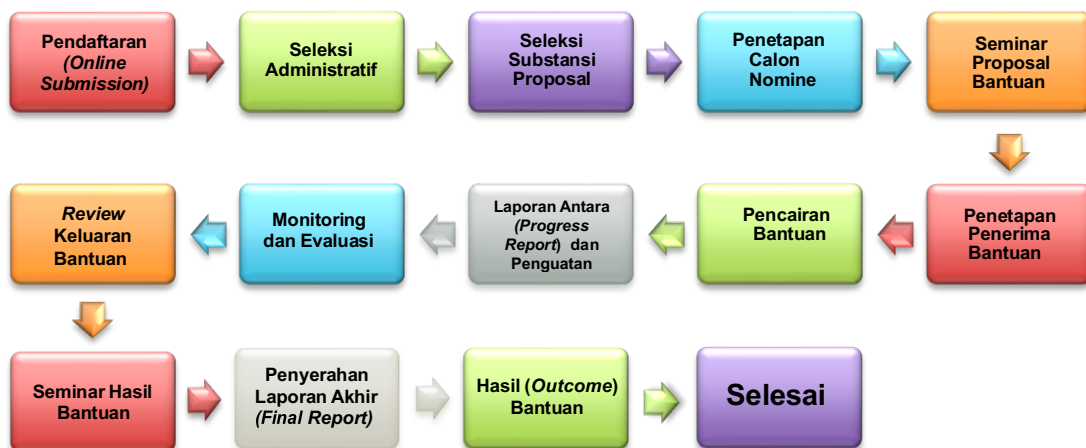 Pendaftaran
(Online
Submission)
Seleksi
Administratif
Seleksi
Substansi
Proposal
Penetapan
Calon
Nomine
Seminar
Proposal
Bantuan
Penetapan
Penerima
Bantuan
Pencairan
Bantuan
Laporan Antara
(Progress
Report) dan
Penguatan
Monitoring
dan Evaluasi
Review
Keluaran
Bantuan
Seminar Hasil
Bantuan
Penyerahan
Laporan Akhir
(Final Report)
Hasil (Outcome)
Bantuan
Selesai